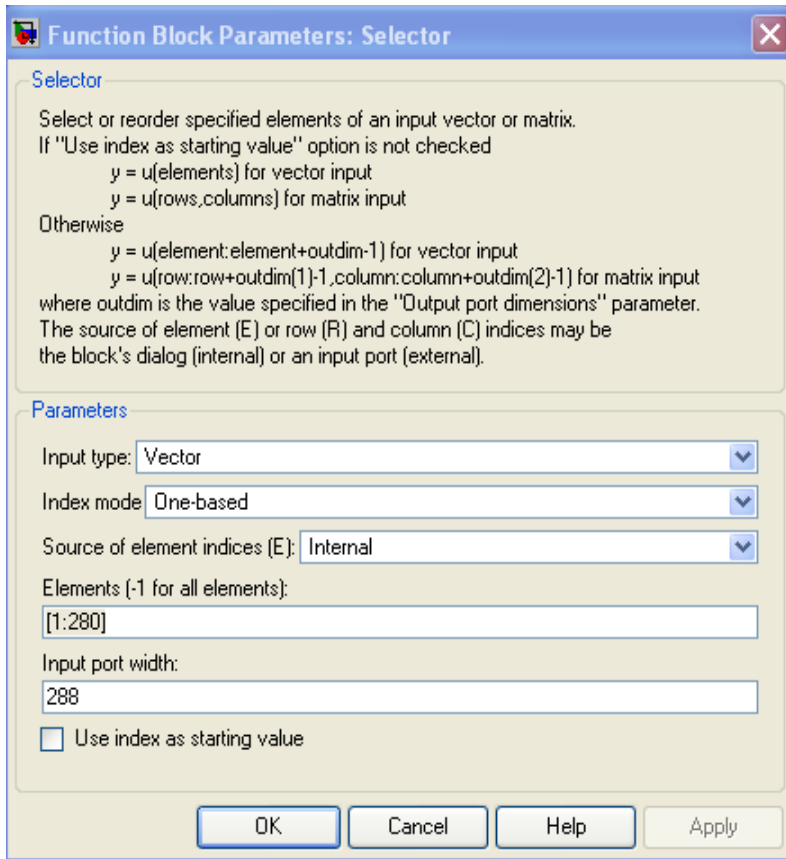 Function Block Parameters: Selector
Selector
Select or reorder specified elements of an input vector or matrix.
If "Use index as starting value" option is not checked
y = u(elements) for vector input
y = u(rows,columns) for matrix input
Otherwise
y = u(element:element+outdim-1) for vector input
y = u(row:row+outdim(1)-1,column:column+outdim(2)-1) for matrix input
where outdim is the value specified in the "Output port dimensions" parameter.
The source of element (E) or row (R) and column (C) indices may be
the block's dialog (internal) or an input port (external).
Parameters
Input type: Vector
Index mode One-based
Source of element indices (E): Internal
Elements (-1 for all elements):
[1:280]
Input port width:
288
Use index as starting value
OK Cancel Help Apply